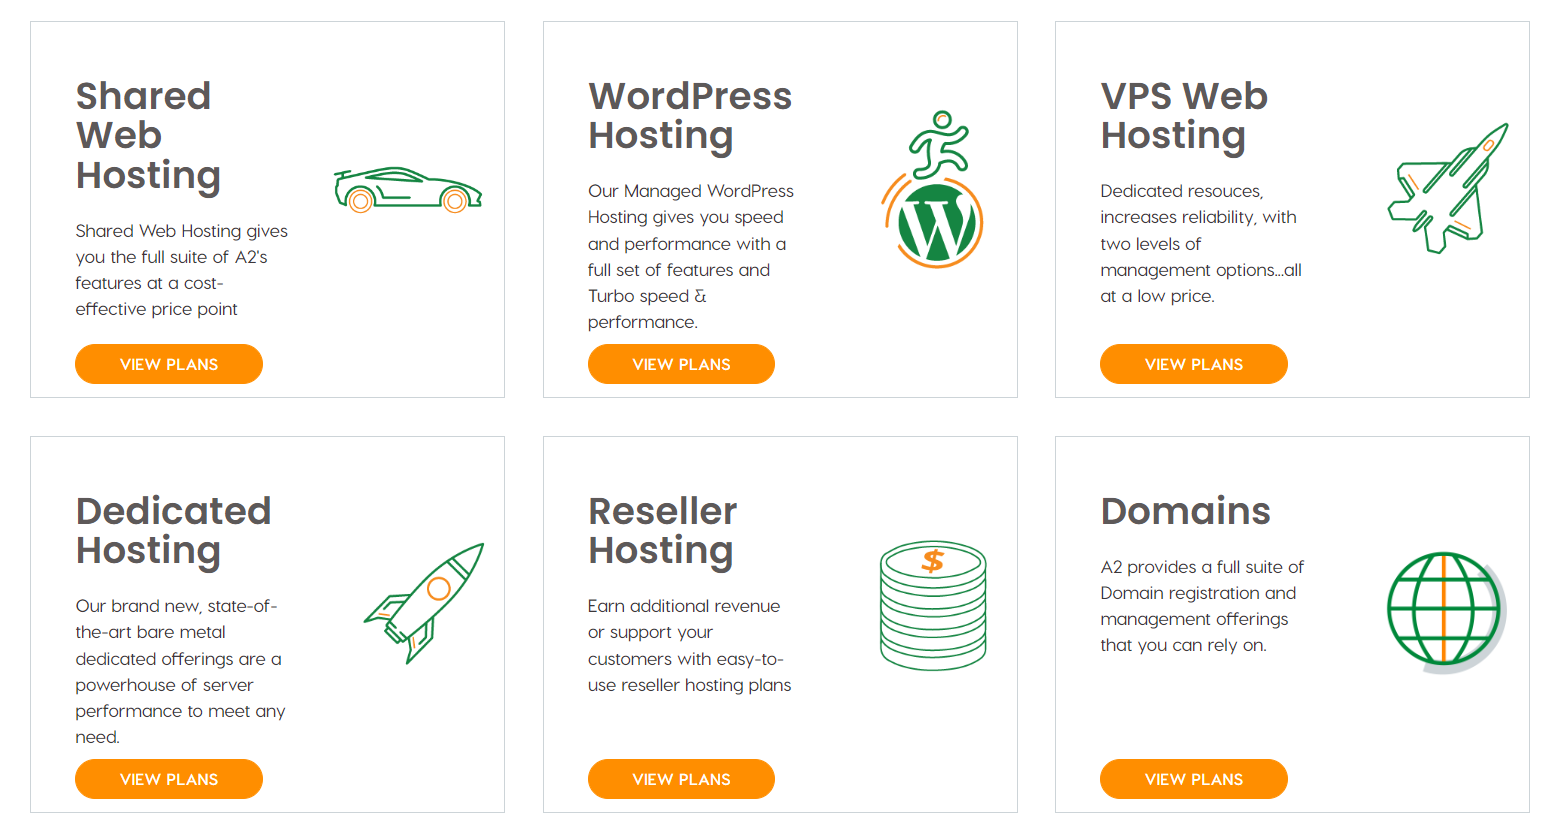 Shared
Web
Hosting
Shared Web Hosting gives
you the full suite of A2's
features at a cost-
effective price point
VIEW PLANS
WordPress
Hosting
Our Managed WordPress
Hosting gives you speed
and performance with a
full set of features and
Turbo speed &
performance.
VIEW PLANS
W
VPS Web
Hosting
Dedicated resouces,
increases reliability, with
two levels of
management options...all
at a low price.
VIEW PLANS
Dedicated
Hosting
Our brand new, state-of-
the-art bare metal
dedicated offerings are a
powerhouse of server
performance to meet any
need.
VIEW PLANS
Reseller
Hosting
Earn additional revenue
or support your
customers with easy-to-
use reseller hosting plans
VIEW PLANS
$
Domains
A2 provides a full suite of
Domain registration and
management offerings
that you can rely on.
VIEW PLANS